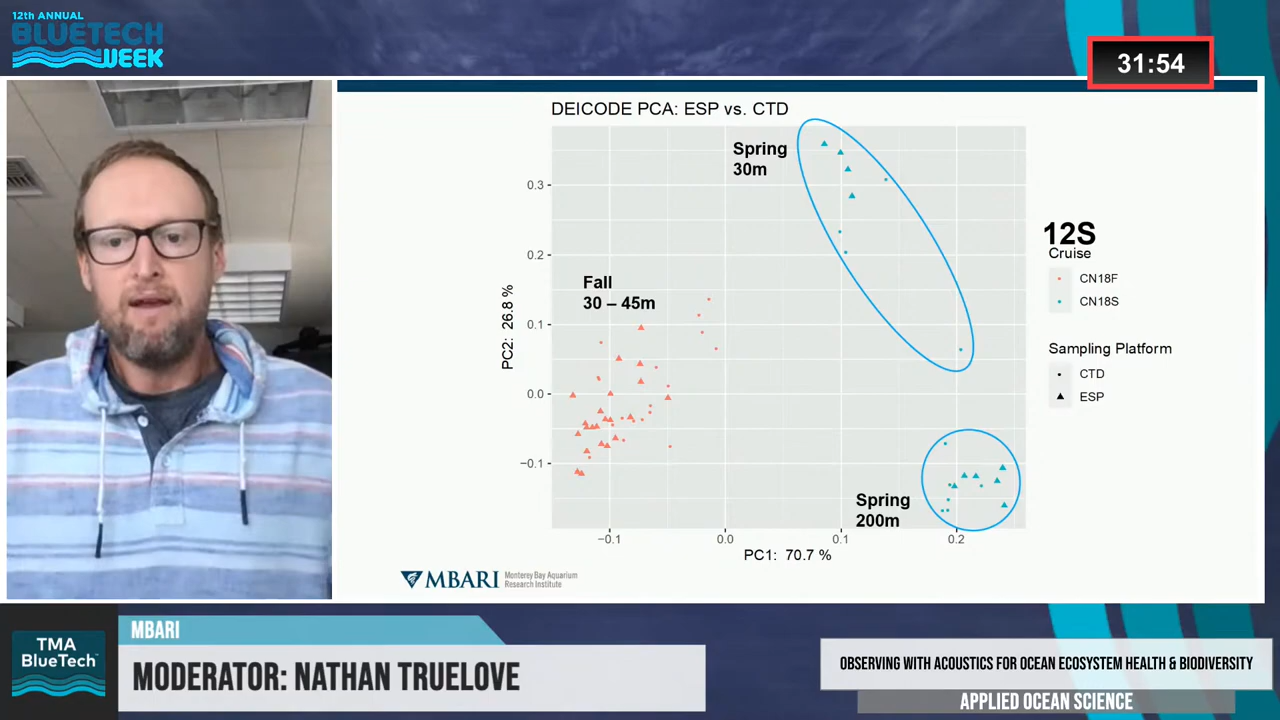 12th ANNUAL
BLUETECH
WEEK
31:54
DEICODE PCA: ESP vs. CTD
Spring
30m
Fall
30 – 45m
Spring
200m
0.3
0.2
0.1
0.0
−0.1
PC2: 26.8 %
−0.1
0.0
0.1
0.2
PC1: 70.7 %
12S
Cruise
CN18F
CN18S
Sampling Platform
CTD
ESP
MBARI
Monterey Bay Aquarium
Research Institute
TMA
BlueTech™
MBARI
MODERATOR: NATHAN TRUELOVE
OBSERVING WITH ACOUSTICS FOR OCEAN ECOSYSTEM HEALTH & BIODIVERSITY
APPLIED OCEAN SCIENCE